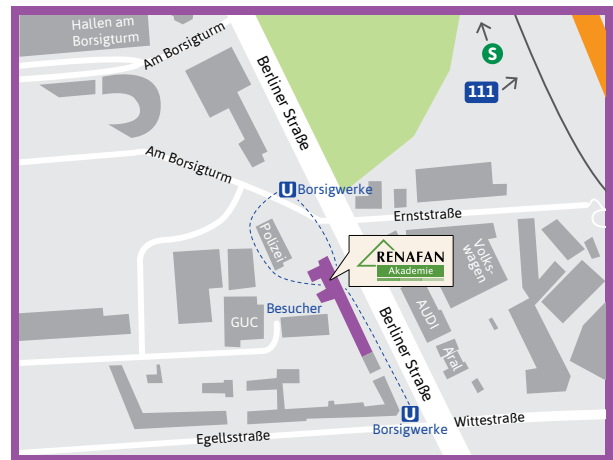 Hallen am
Borsigturm
Am Borsigturm
Berliner Straße
S
111
Am Borsigturm
U Borsigwerke
Ernststraße
Polizei
RENAFAN
Akademie
Volks-
wagen
Besucher
GUC
AUDI
Berliner Straße
Aral
U
Borsigwerke
Wittestraße
Egellsstraße